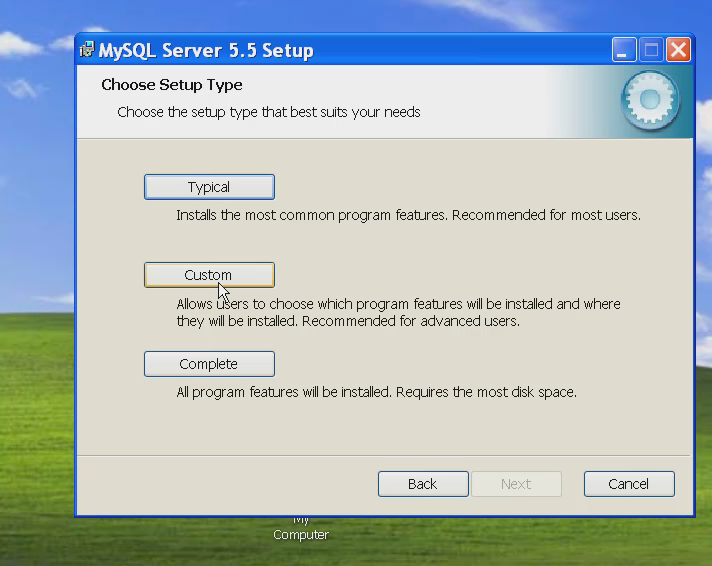 MySQL Server 5.5 Setup
Choose Setup Type
Choose the setup type that best suits your needs
Typical
Installs the most common program features. Recommended for most users.
Custom
Allows users to choose which program features will be installed and where
they will be installed. Recommended for advanced users.
Complete
All program features will be installed. Requires the most disk space.
Back Next Cancel
My
Computer